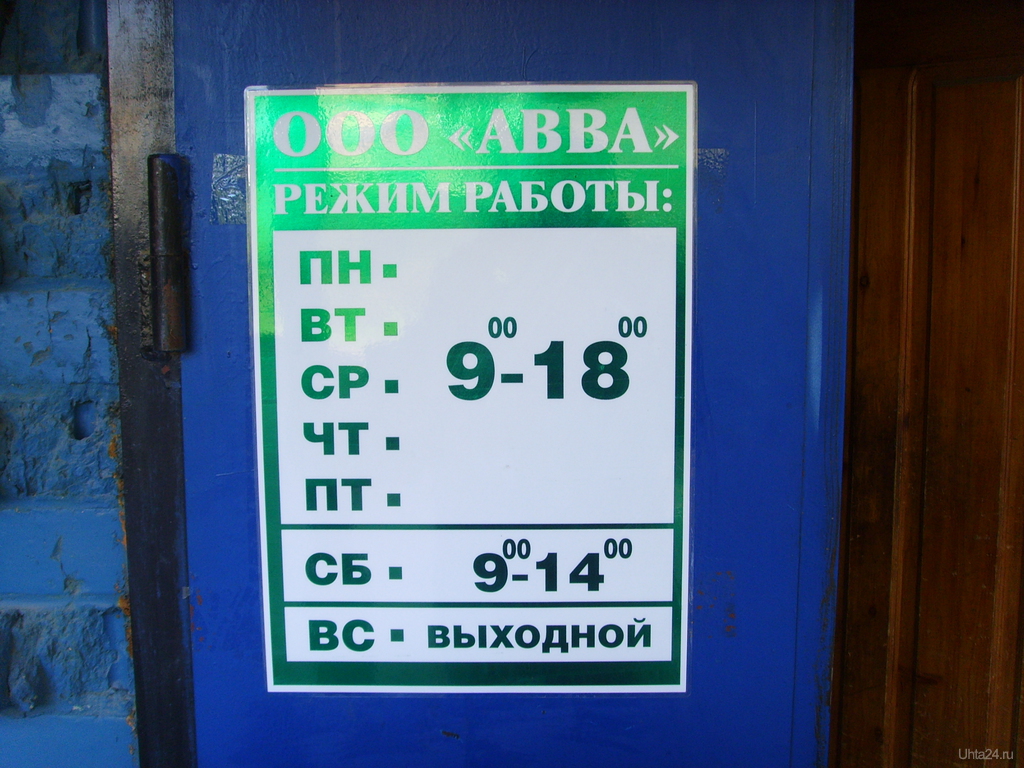 ООО «АВВА»
РЕЖИМ РАБОТЫ:
ПН ▪
ВТ ▪
СР ▪ 9⁰⁰-18⁰⁰
ЧТ ▪
ПТ ▪
СБ ▪ 9⁰⁰-14⁰⁰
ВС ▪ ВЫХОДНОЙ
Uhta24.ru